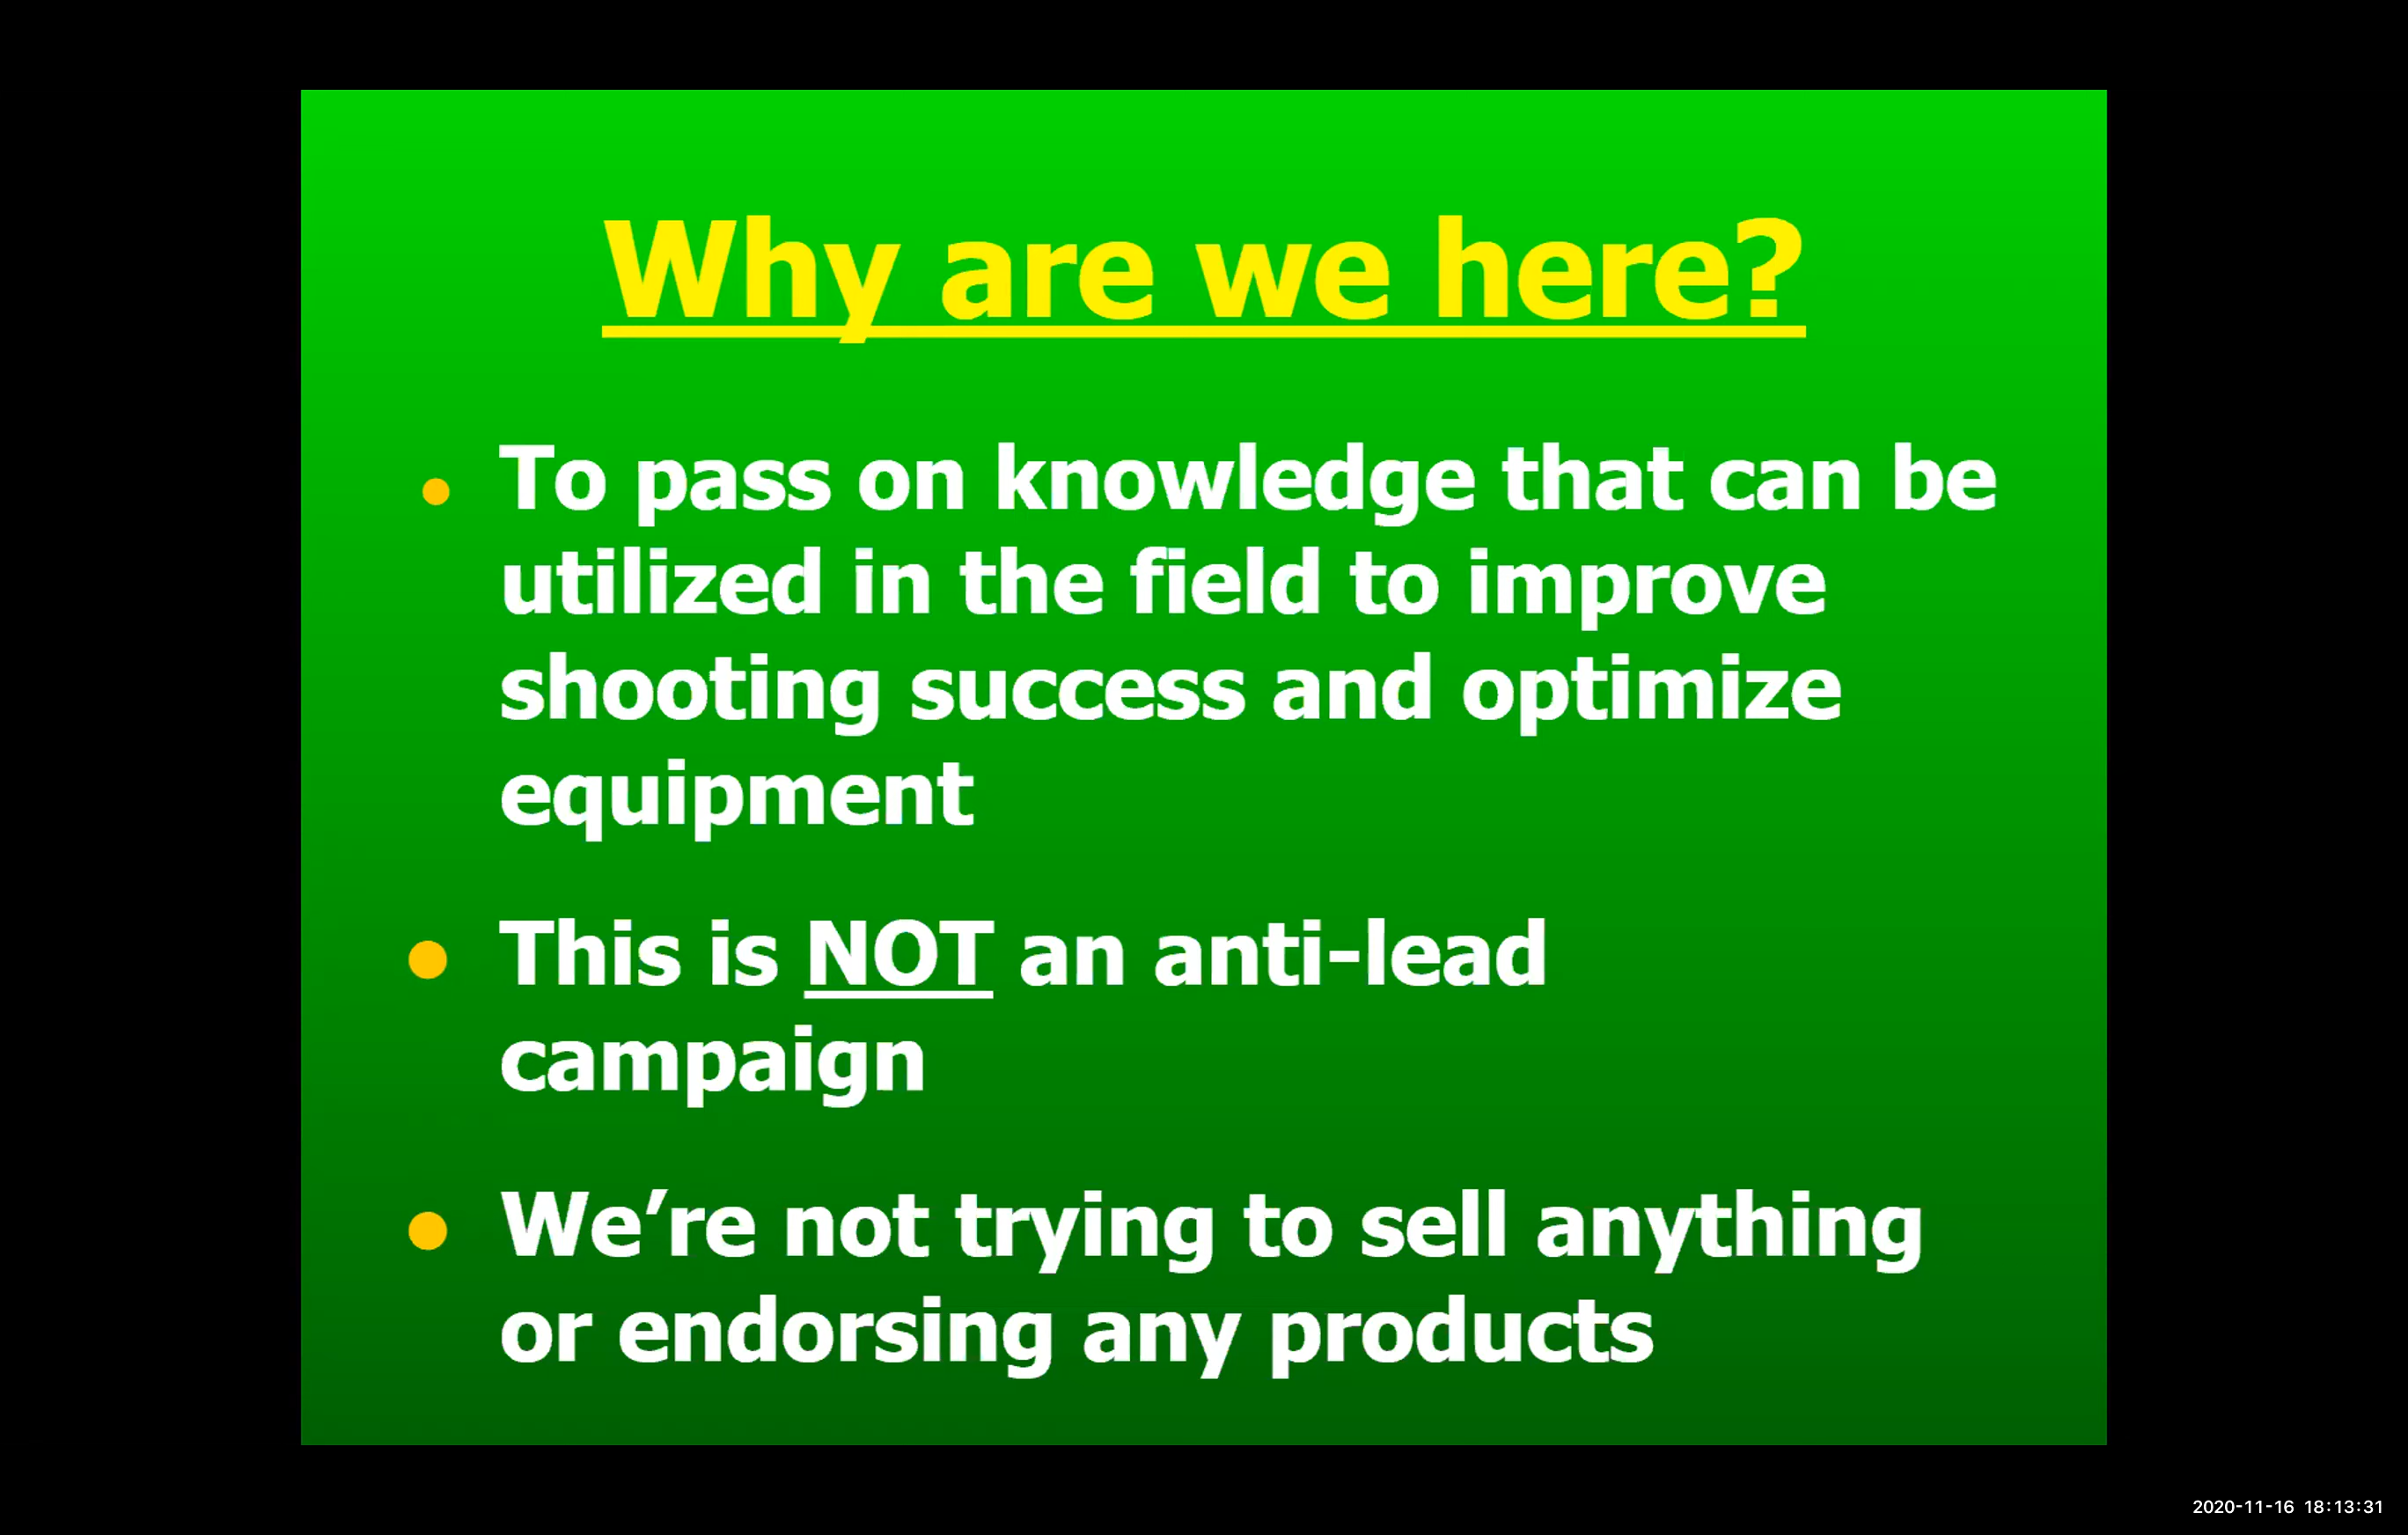 Why are we here?
• To pass on knowledge that can be
utilized in the field to improve
shooting success and optimize
equipment
• This is NOT an anti-lead
campaign
• We’re not trying to sell anything
or endorsing any products
2020-11-16 18:13:31